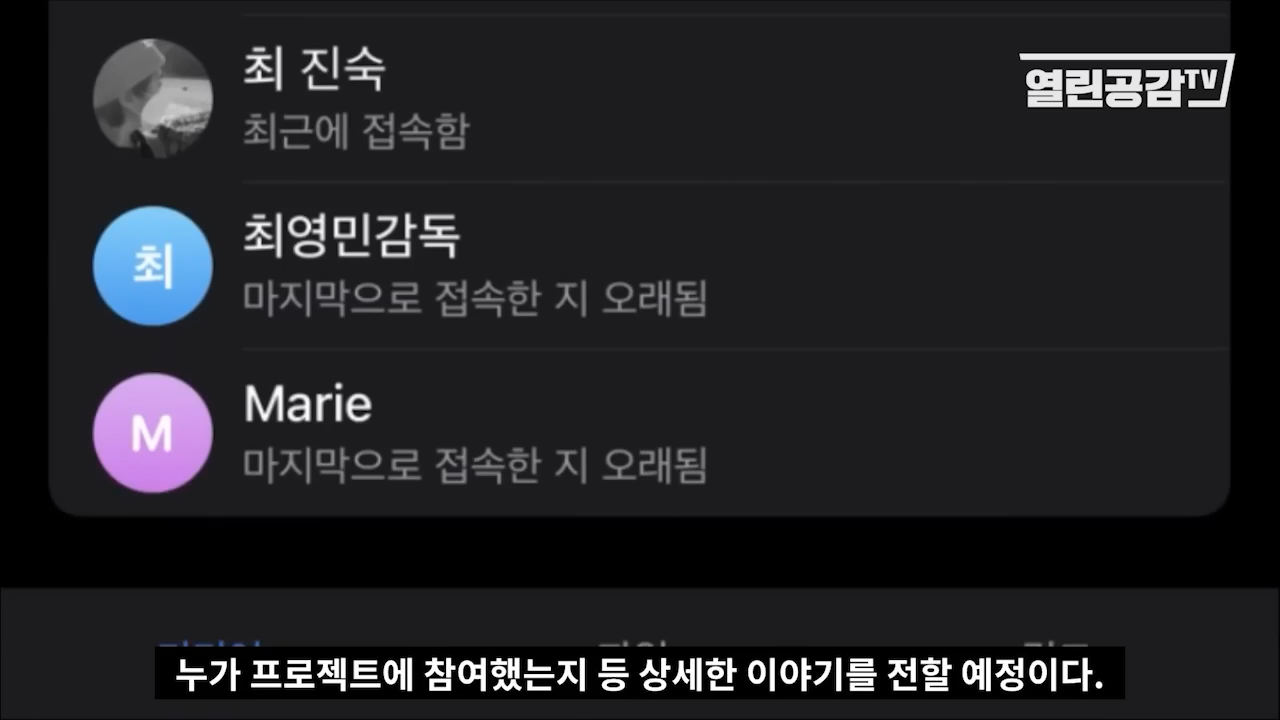 최 진숙
최근에 접속함
열린공감TV
최
최영민감독
마지막으로 접속한 지 오래됨
M
Marie
마지막으로 접속한 지 오래됨
누가 프로젝트에 참여했는지 등 상세한 이야기를 전할 예정이다.